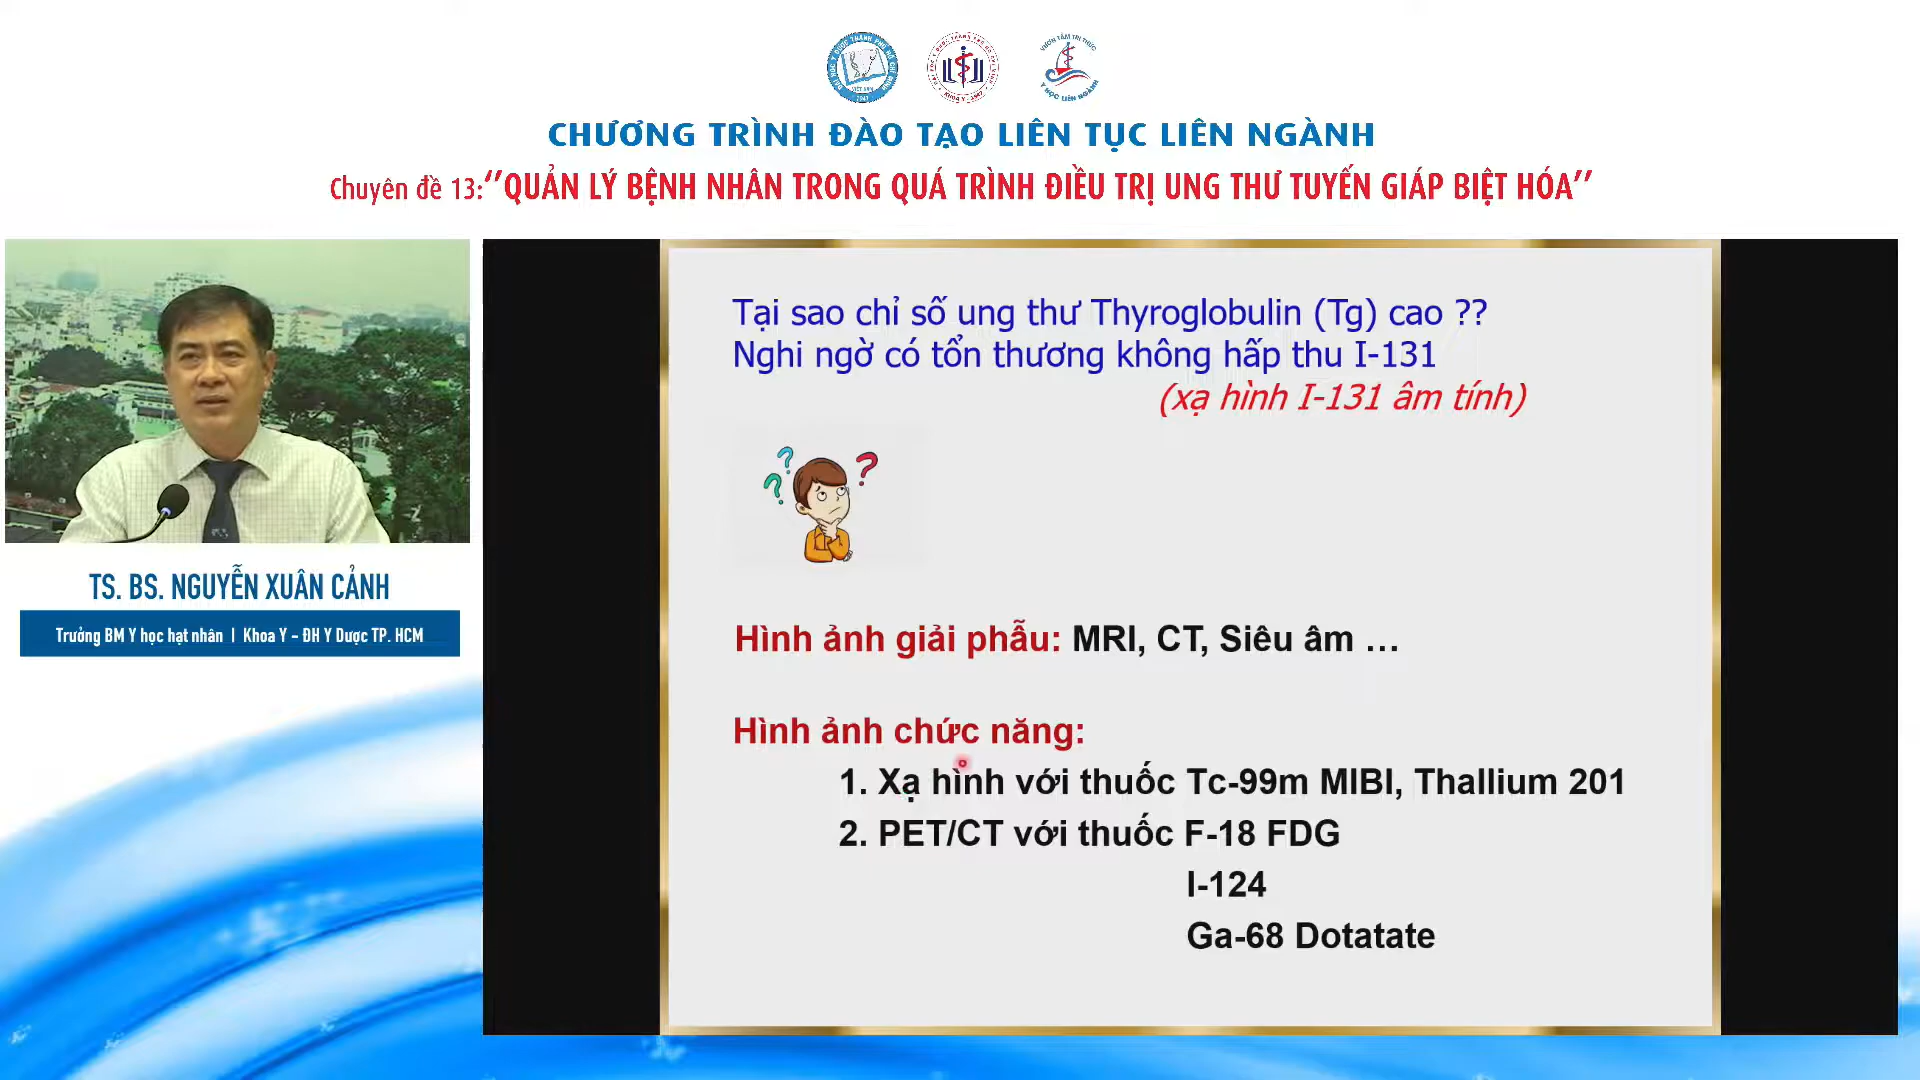 CHƯƠNG TRÌNH ĐÀO TẠO LIÊN TỤC LIÊN NGÀNH
Chuyên đề 13:‘‘QUẢN LÝ BỆNH NHÂN TRONG QUÁ TRÌNH ĐIỀU TRỊ UNG THƯ TUYẾN GIÁP BIỆT HÓA’’
TS. BS. NGUYỄN XUÂN CẢNH
Trưởng BM Y học hạt nhân | Khoa Y – ĐH Y Dược TP. HCM
Tại sao chỉ số ung thư Thyroglobulin (Tg) cao ??
Nghi ngờ có tổn thương không hấp thu I-131
(xạ hình I-131 âm tính)
Hình ảnh giải phẫu: MRI, CT, Siêu âm …
Hình ảnh chức năng:
1. Xạ hình với thuốc Tc-99m MIBI, Thallium 201
2. PET/CT với thuốc F-18 FDG
I-124
Ga-68 Dotatate